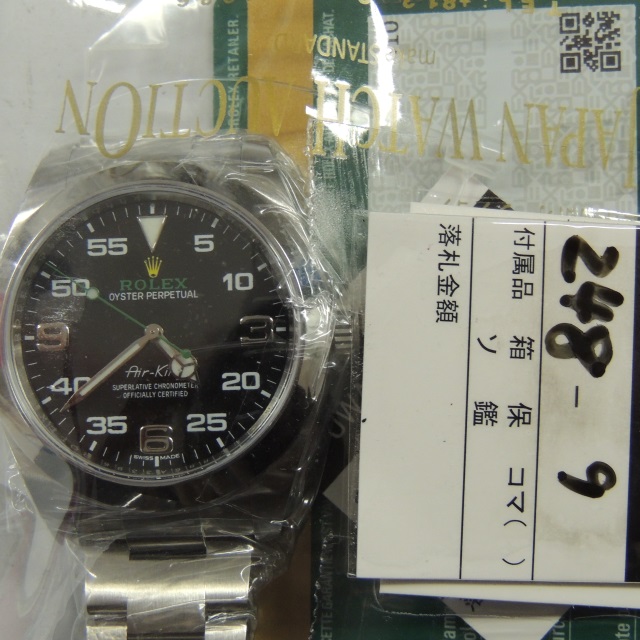 JAPAN WATCH AUCTION
55
5
50
10
ROLEX
OYSTER PERPETUAL
9
3
Air-Ki
40
20
SUPERLATIVE CHRONOMETER
OFFICIALLY CERTIFIED
35
25
6
SWISS MADE
248-9
付属品 箱 保 コマ( )
ソ 鑑
落札金額